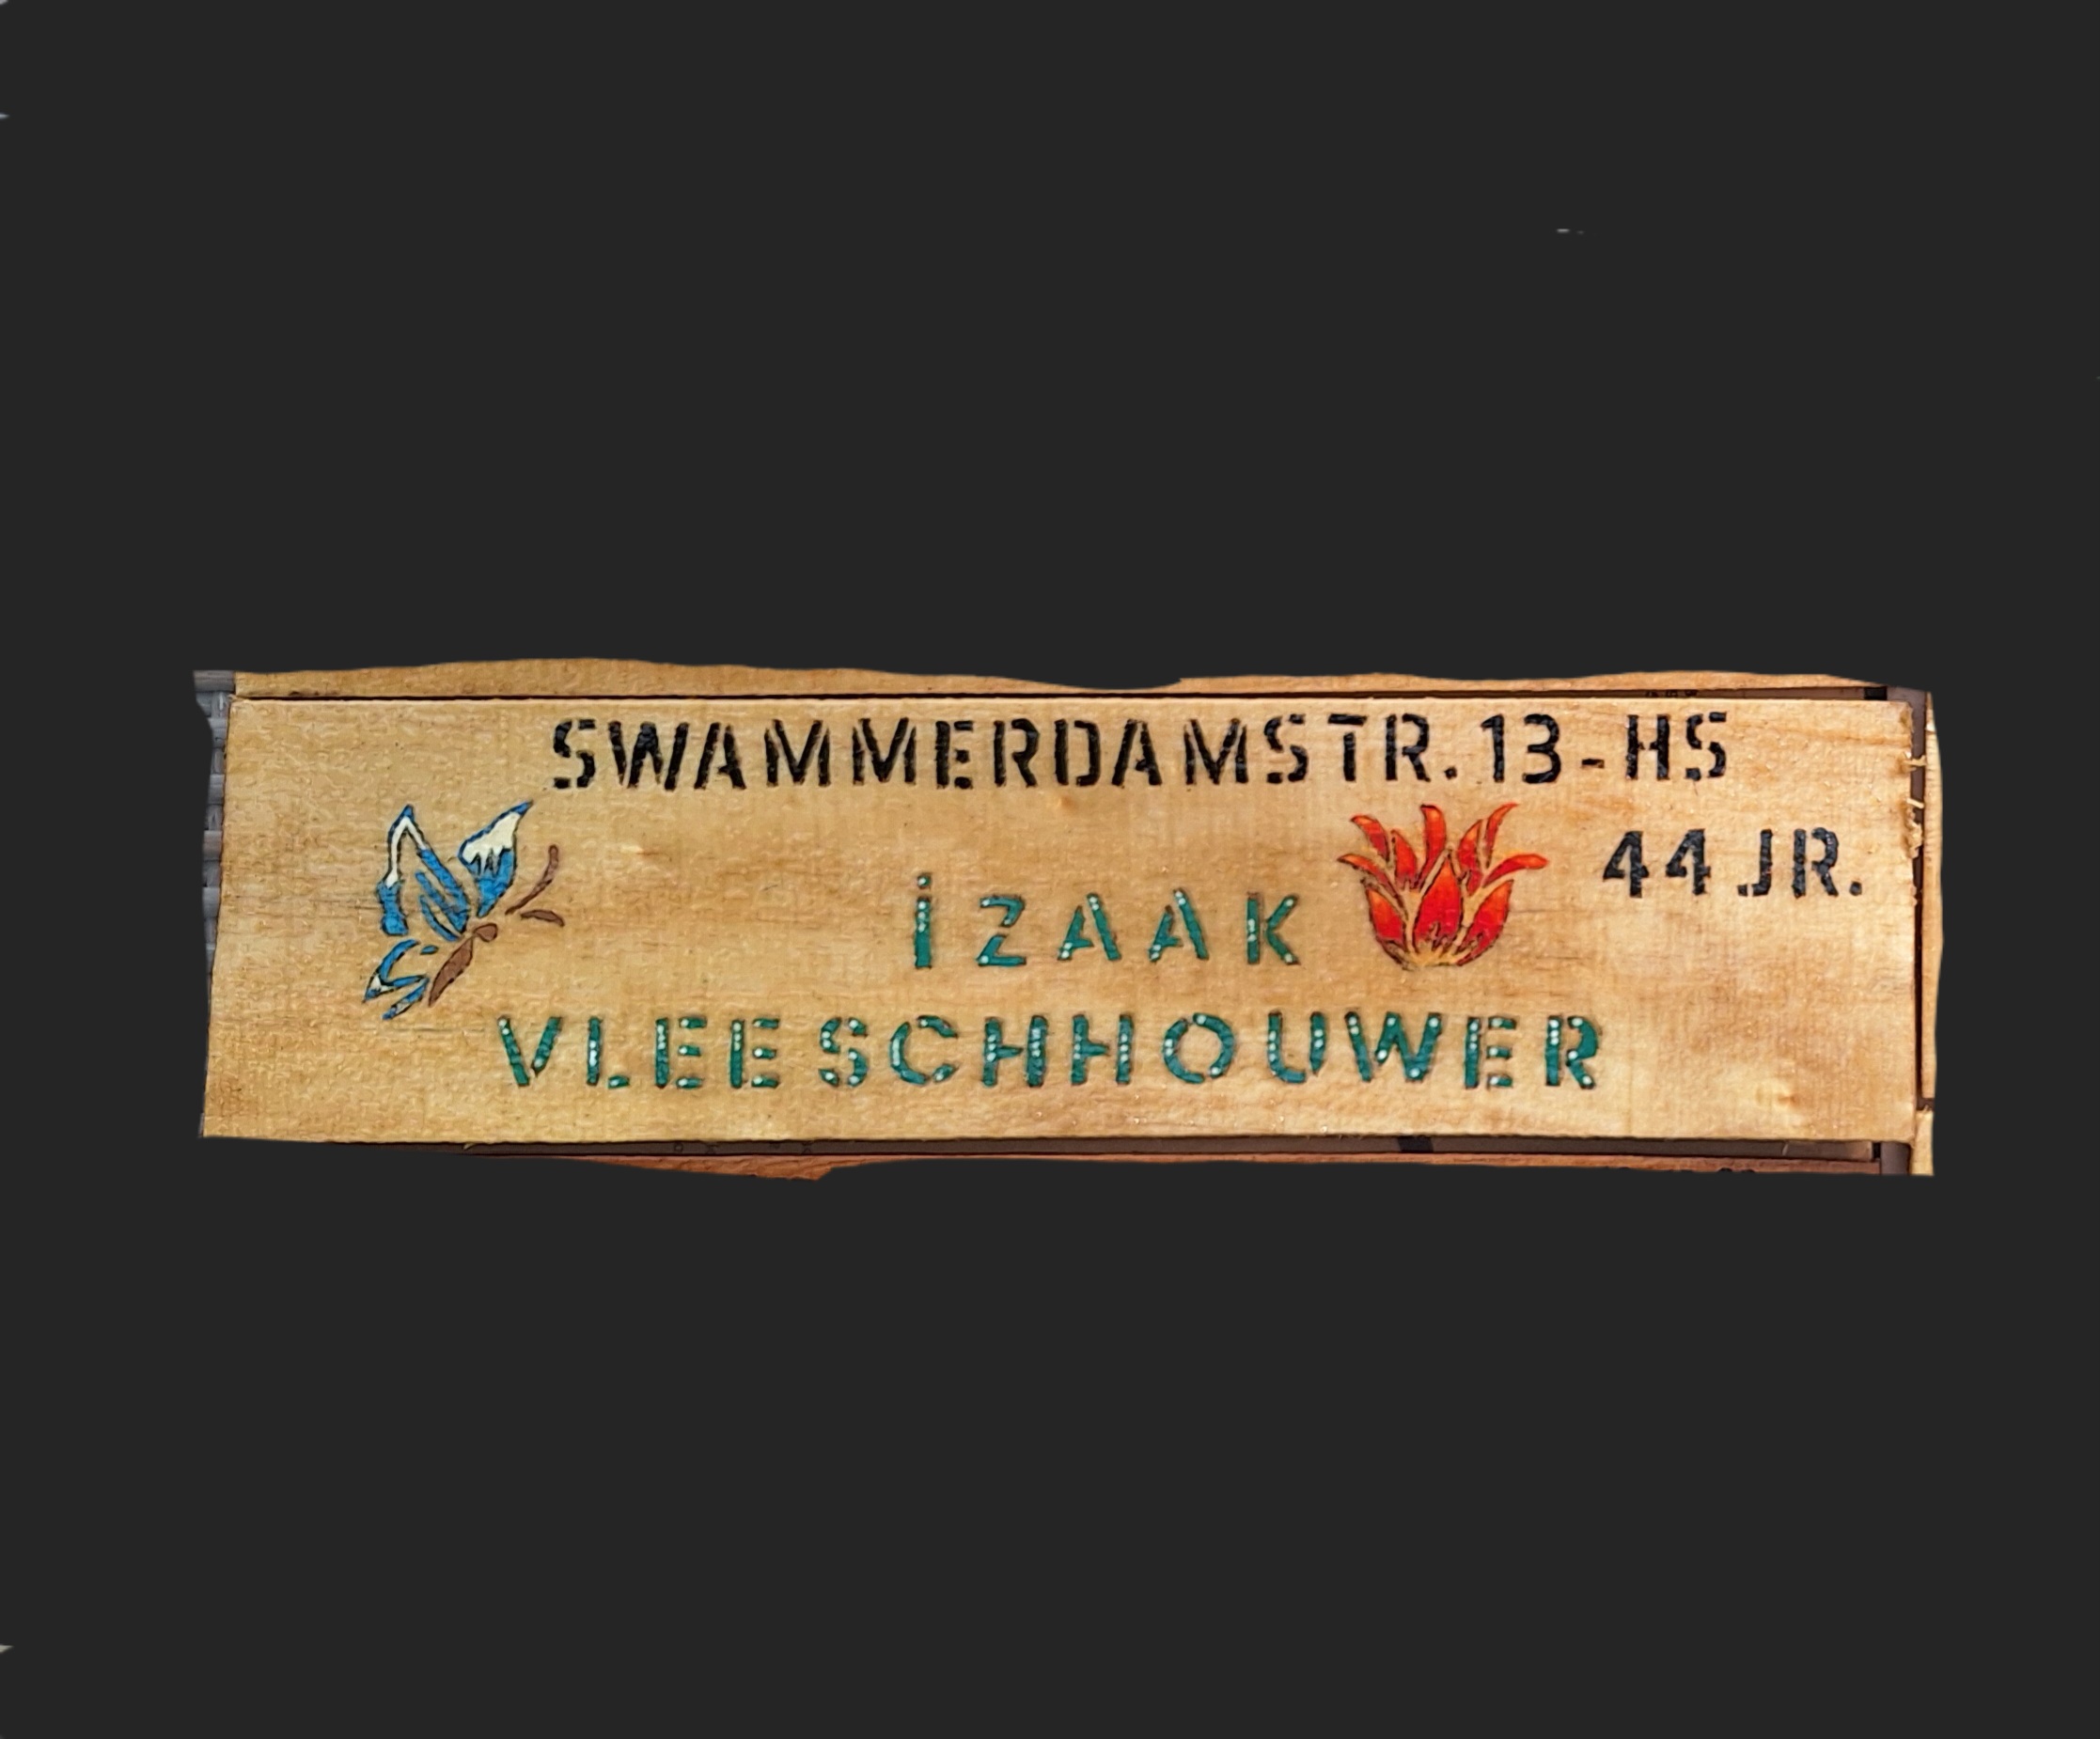 SWAMMERDAMSTR. 13-HS
44 JR.
iZAAK
VLEESCHHOUWER